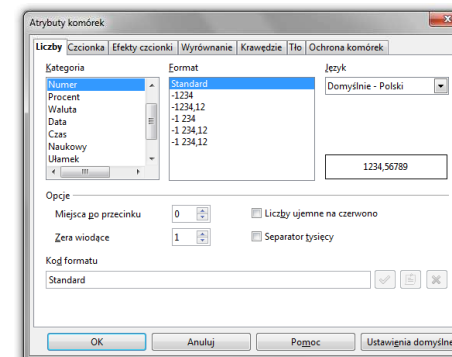 Atrybuty komórek
Liczby Czcionka Efekty czcionki Wyrównanie Krawędzie Tło Ochrona komórek
Kategoria Format Język
Numer Standard Domyślnie - Polski
Procent -1234
Waluta -1234,12
Data -1 234
Czas -1 234,12
Naukowy -1 234,12
Ułamek
1234,56789
Opcje
Miejsca po przecinku 0 Liczby ujemne na czerwono
Zera wiodące 1 Separator tysięcy
Kod formatu
Standard
OK Anuluj Pomoc Ustawienia domyślne